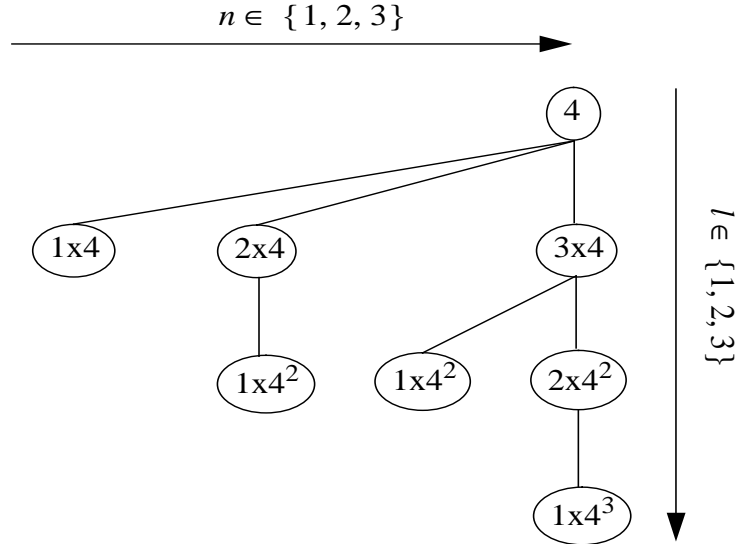 n ∈ {1, 2, 3}
4
1x4 2x4 3x4
l ∈ {1, 2, 3}
1x4² 1x4² 2x4²
1x4³